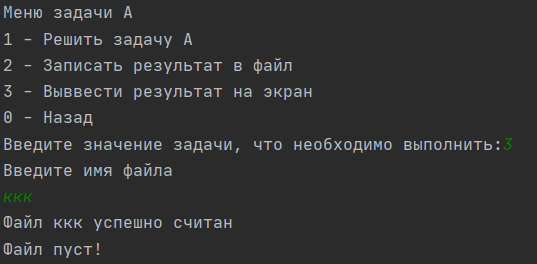 Меню задачи А
1 – Решить задачу А
2 – Записать результат в файл
3 – Выввести результат на экран
0 – Назад
Введите значение задачи, что необходимо выполнить:3
Введите имя файла
ккк
Файл ккк успешно считан
Файл пуст!